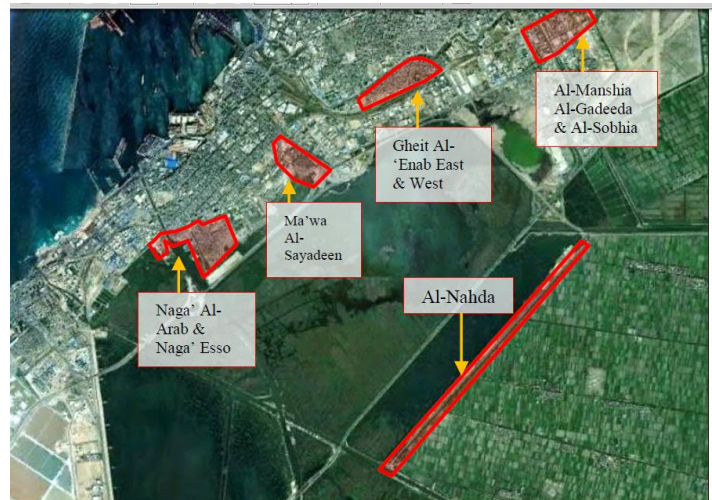 Al-Manshia
Al-Gadeeda
& Al-Sobhia
Gheit Al-
‘Enab East
& West
Ma’wa
Al-
Sayadeen
Al-Nahda
Naga’ Al-
Arab &
Naga’ Esso